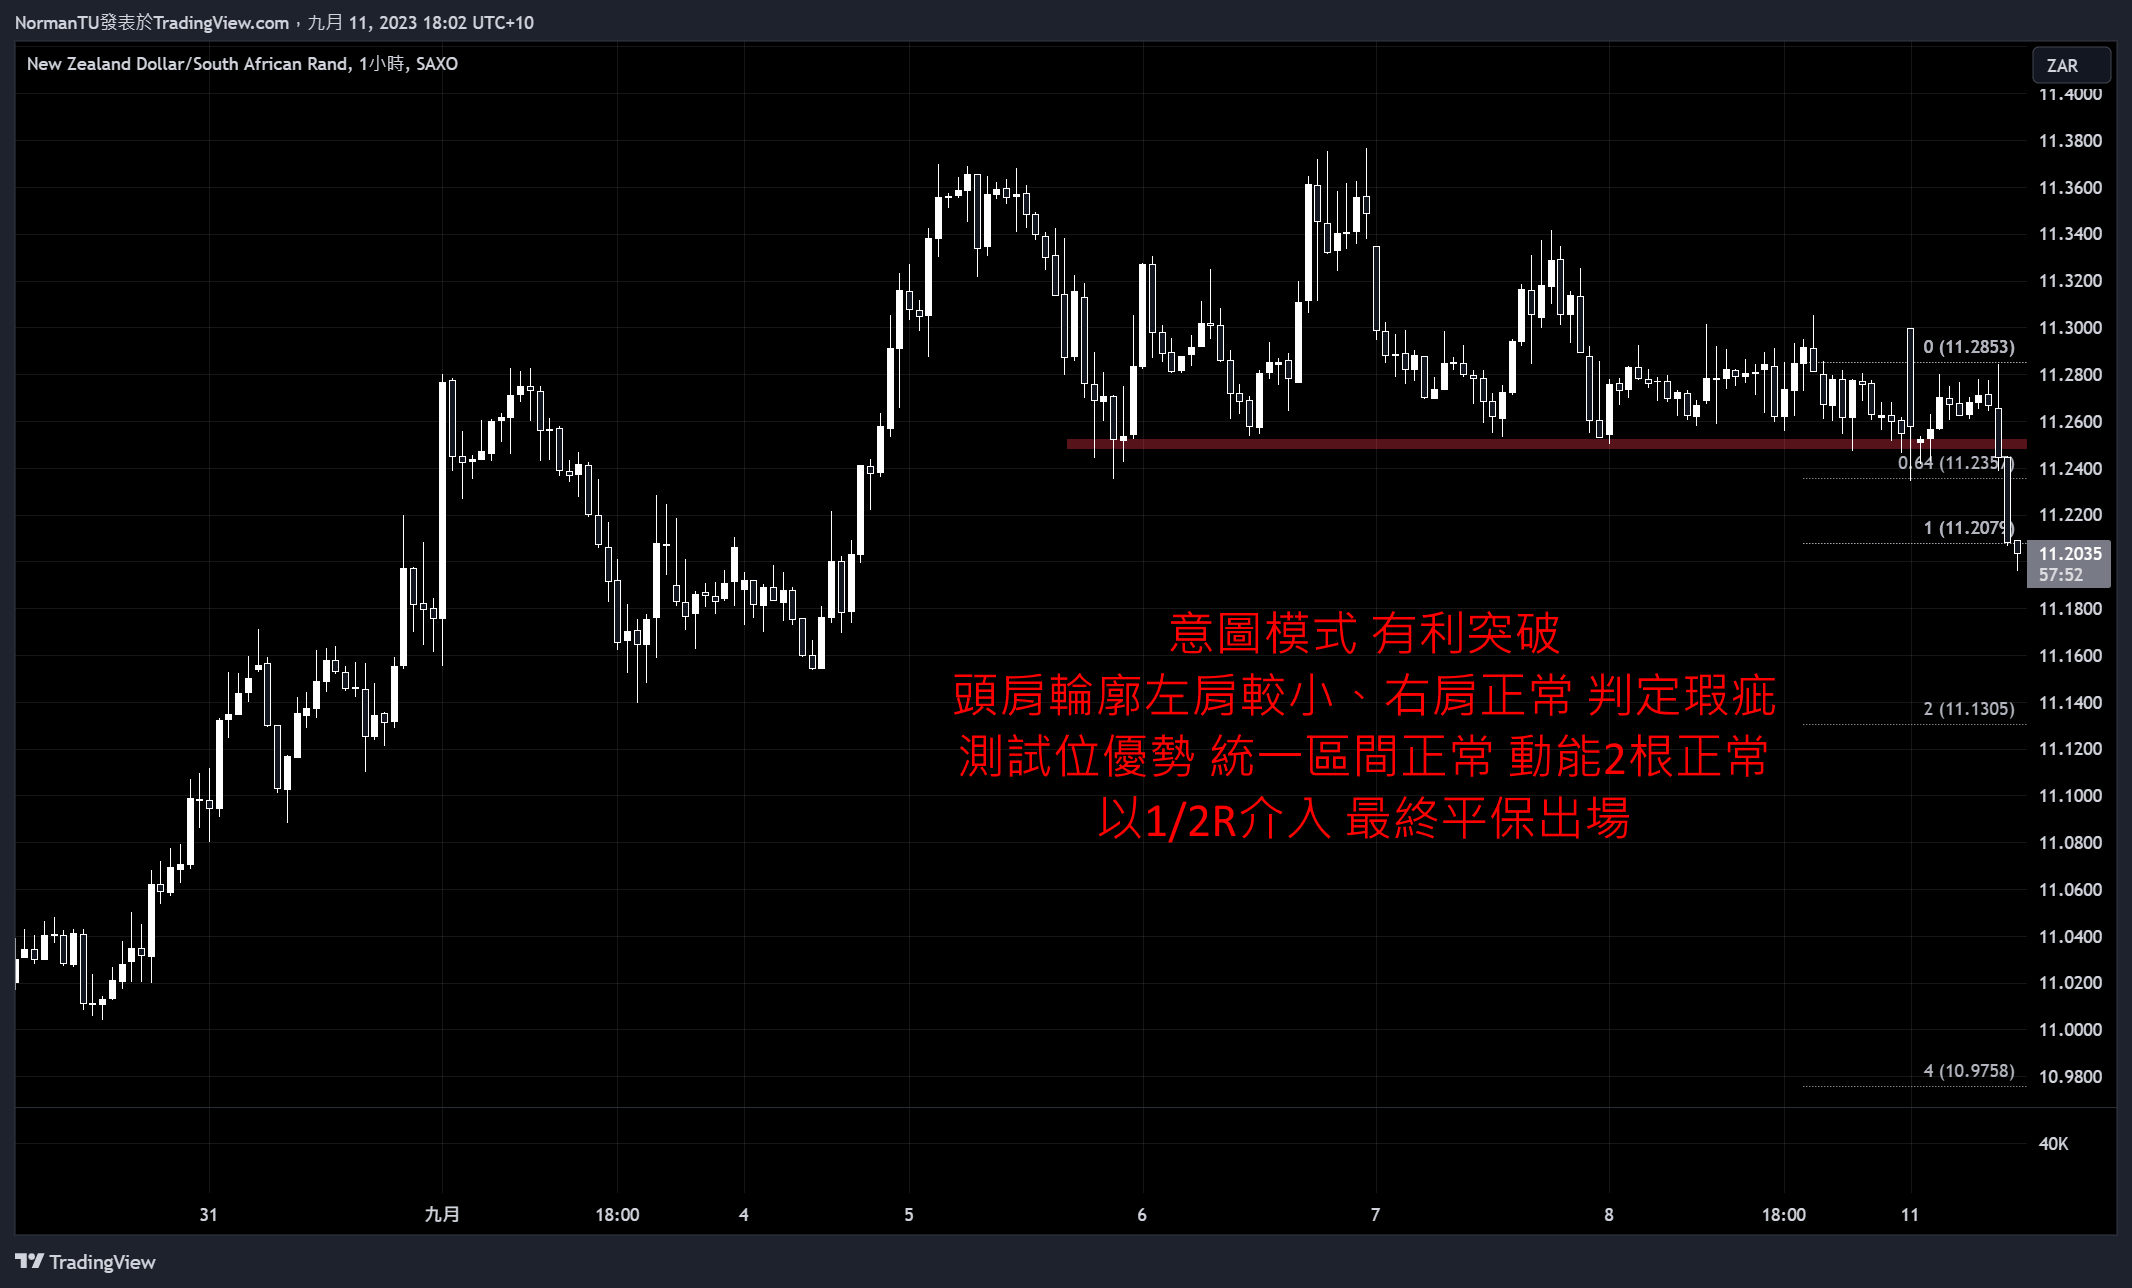 NormanTU發表於TradingView.com，九月 11, 2023 18:02 UTC+10
New Zealand Dollar/South African Rand, 1小時, SAXO
ZAR
11.4000
11.3800
11.3600
11.3400
11.3200
11.3000
0 (11.2853)
11.2800
11.2600
0.64 (11.2357)
11.2400
11.2200
1 (11.2079)
11.2035
57:52
11.1800
11.1600
意圖模式 有利突破
頭肩輪廓左肩較小、右肩正常 判定瑕疵
測試位優勢 統一區間正常 動能2根正常
以1/2R介入 最終平保出場
11.1400
2 (11.1305)
11.1200
11.1000
11.0800
11.0600
11.0400
11.0200
11.0000
4 (10.9758)
10.9800
40K
31 九月 18:00 4 5 6 7 8 18:00 11
TradingView